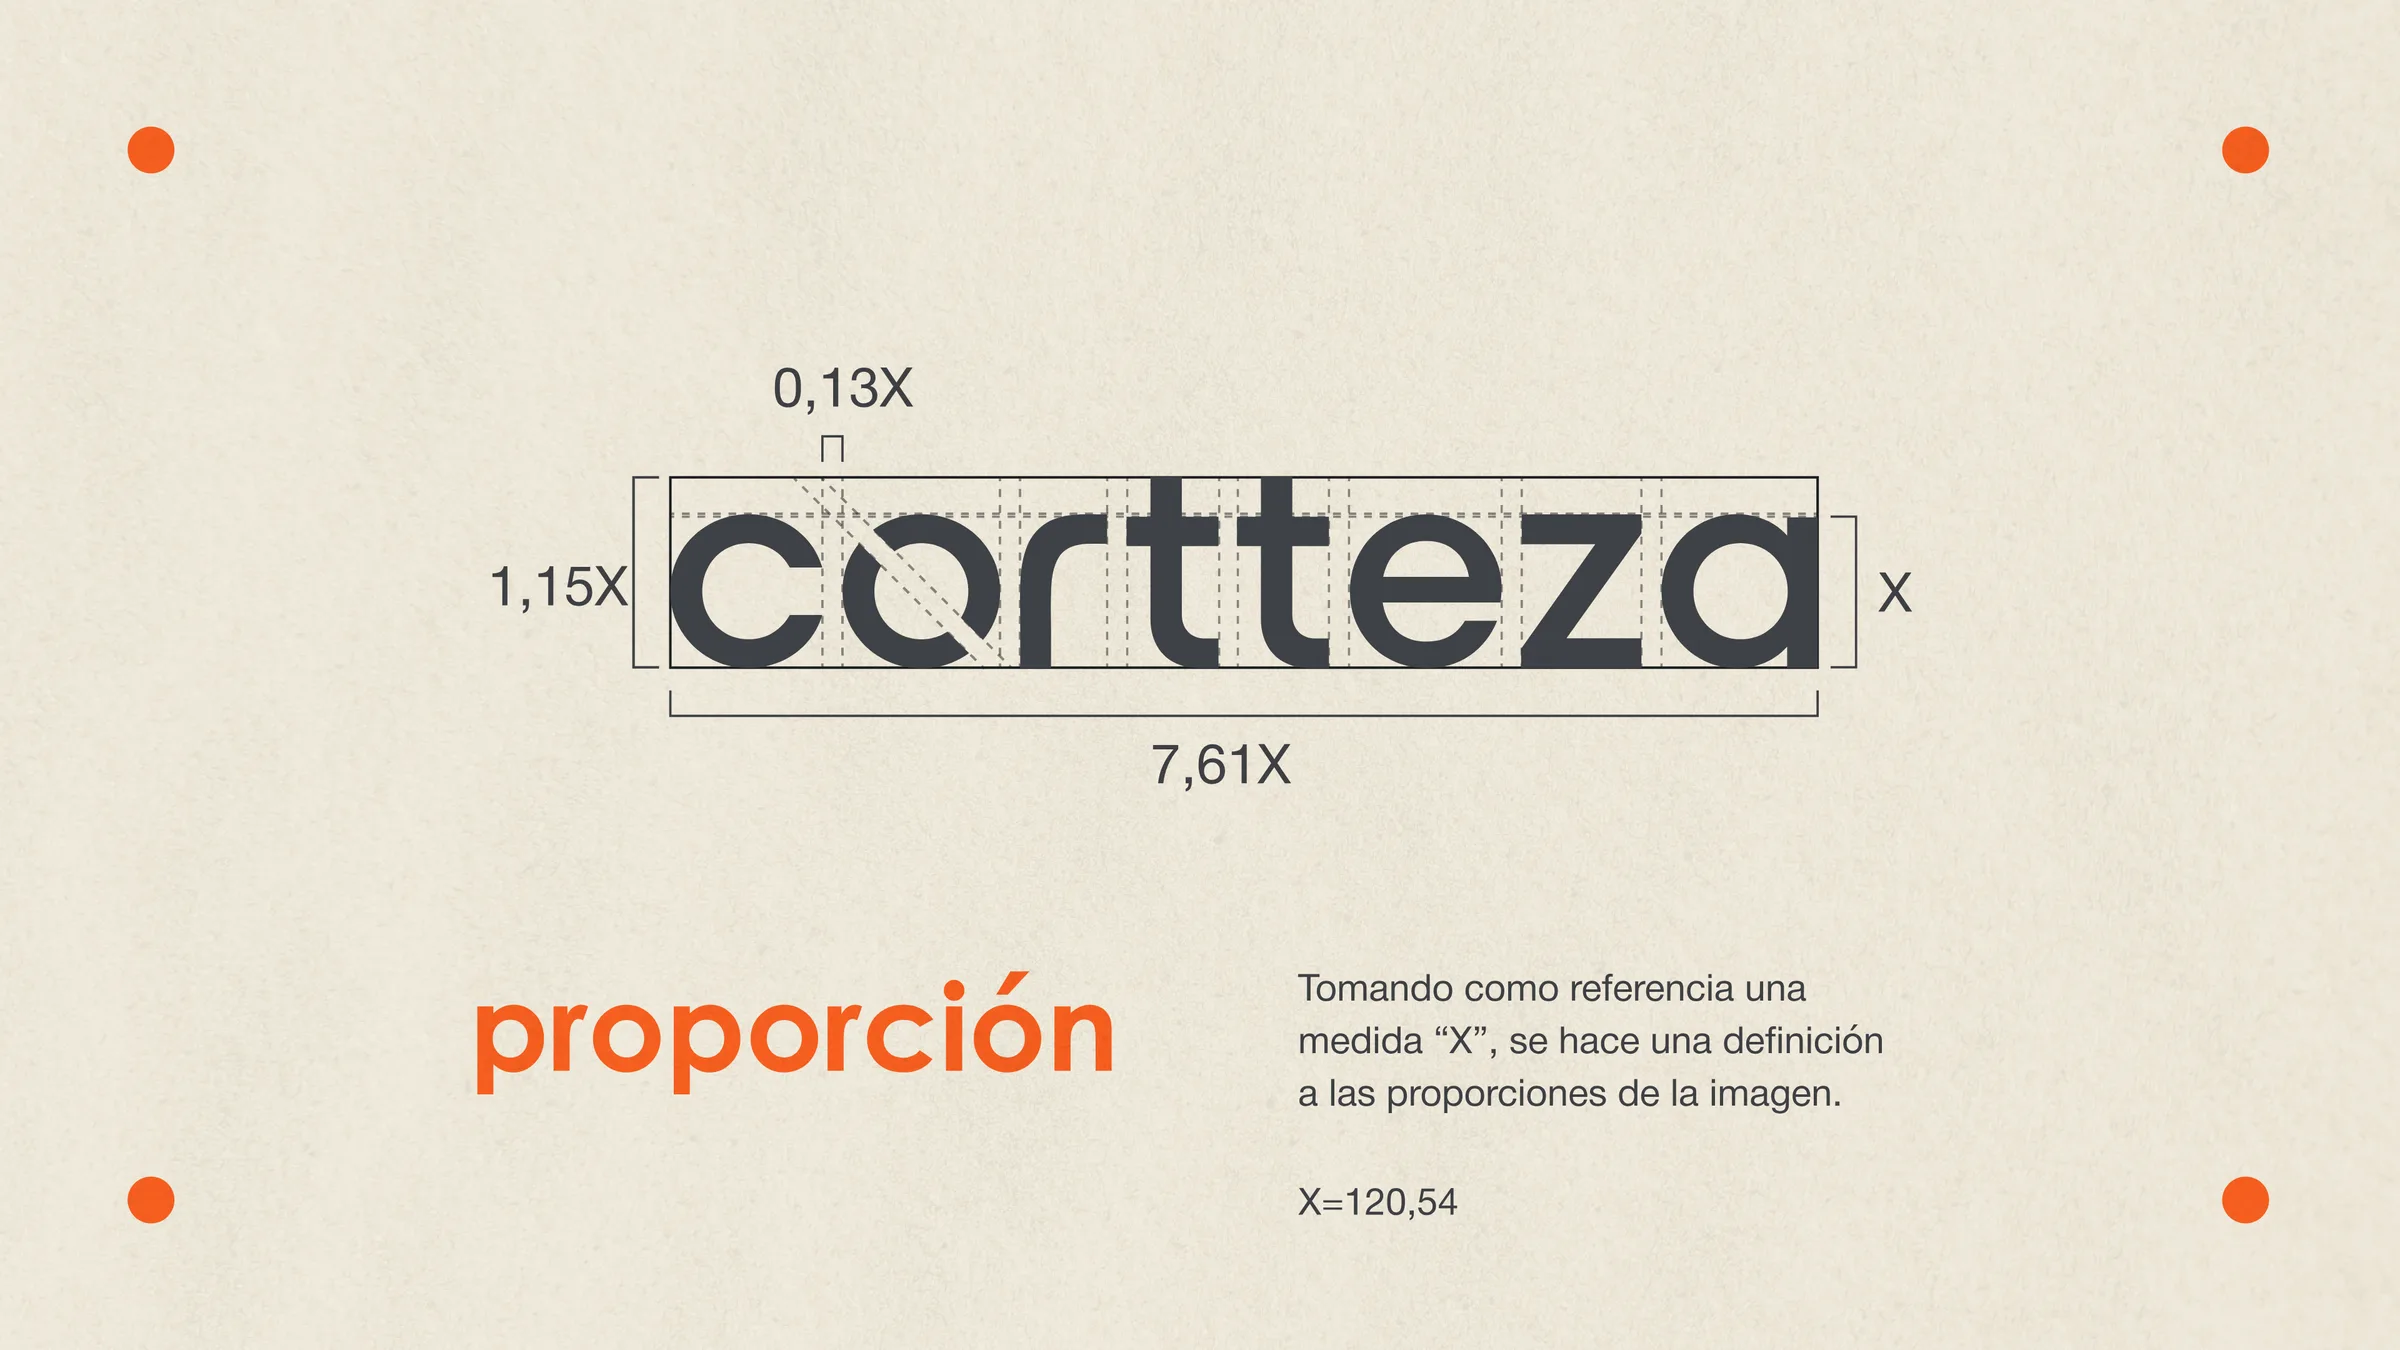 0,13X
cortteza
1,15X
X
7,61X
proporción
Tomando como referencia una
medida “X”, se hace una definición
a las proporciones de la imagen.
X=120,54